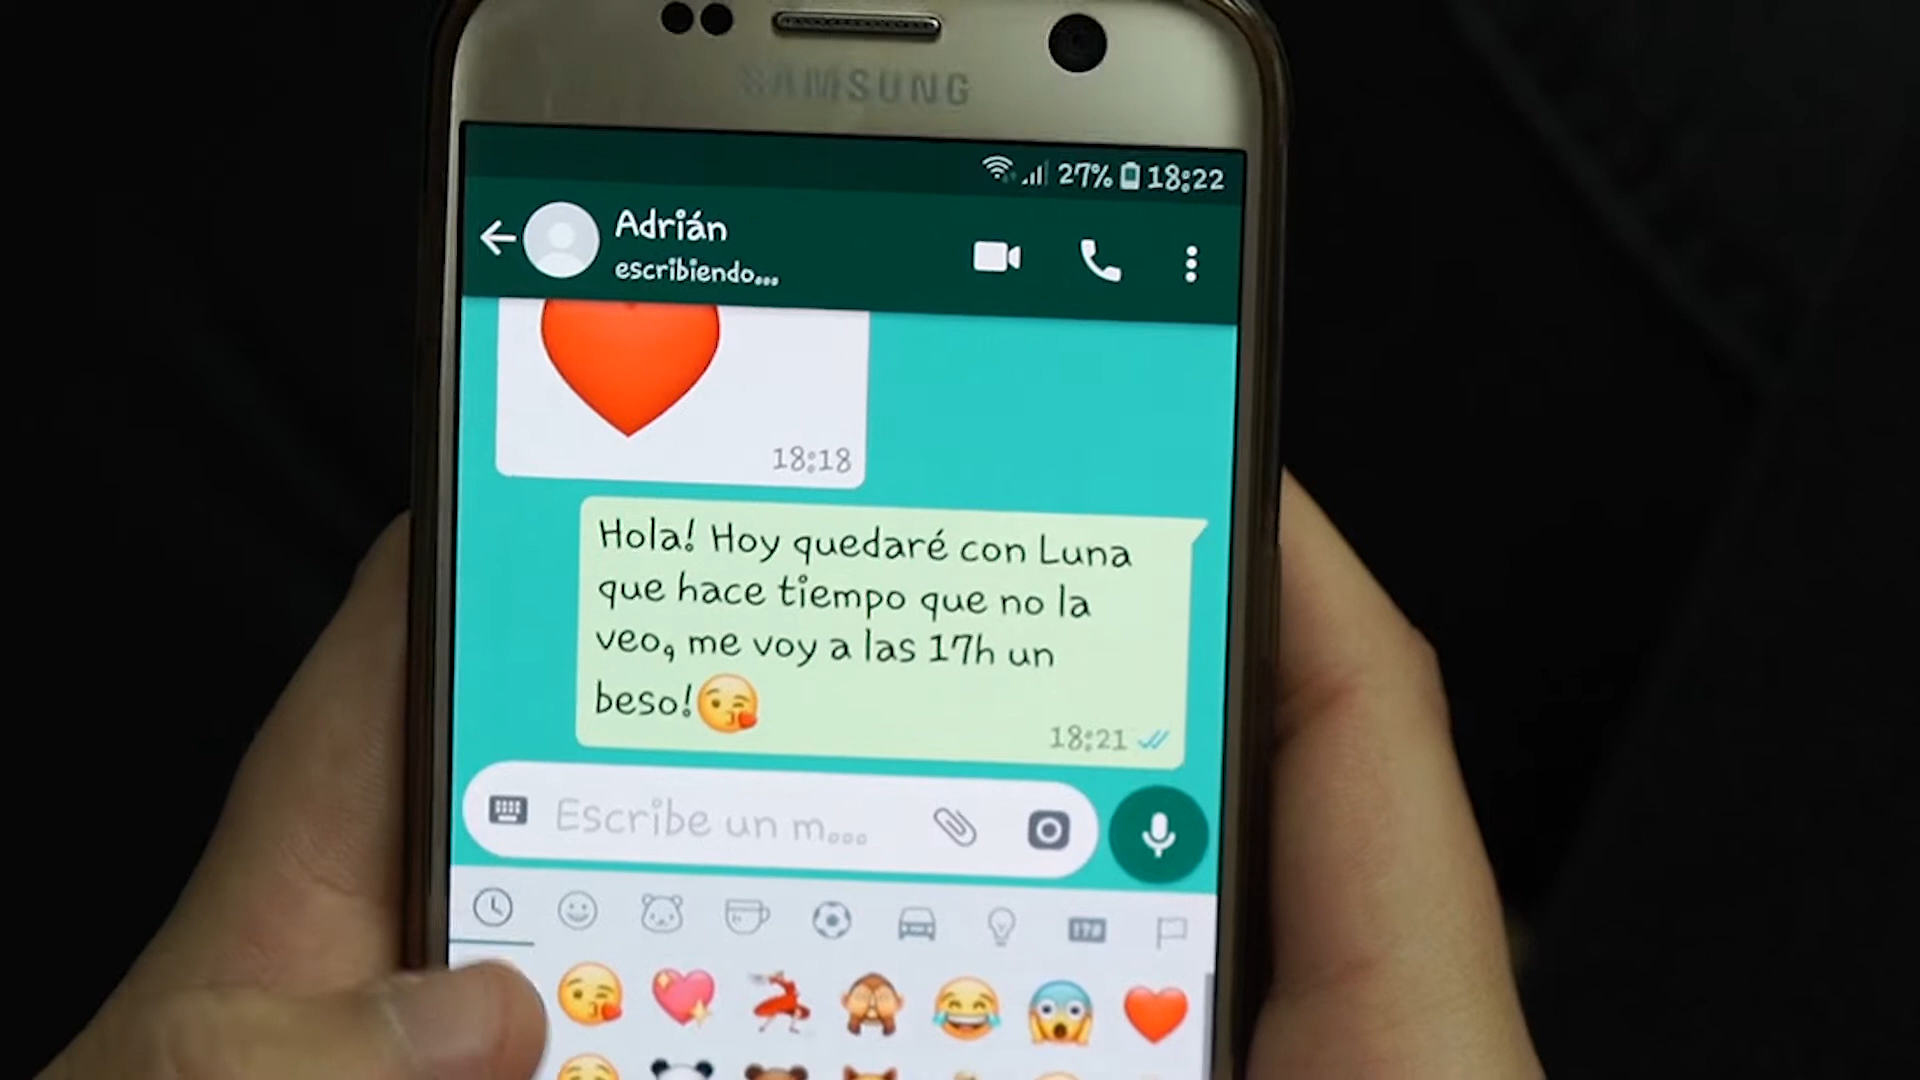 SAMSUNG
27% 18:22
Adrián
escribiendo...
18:18
Hola! Hoy quedaré con Luna
que hace tiempo que no la
veo, me voy a las 17h un
beso!
18:21
Escribe un m...